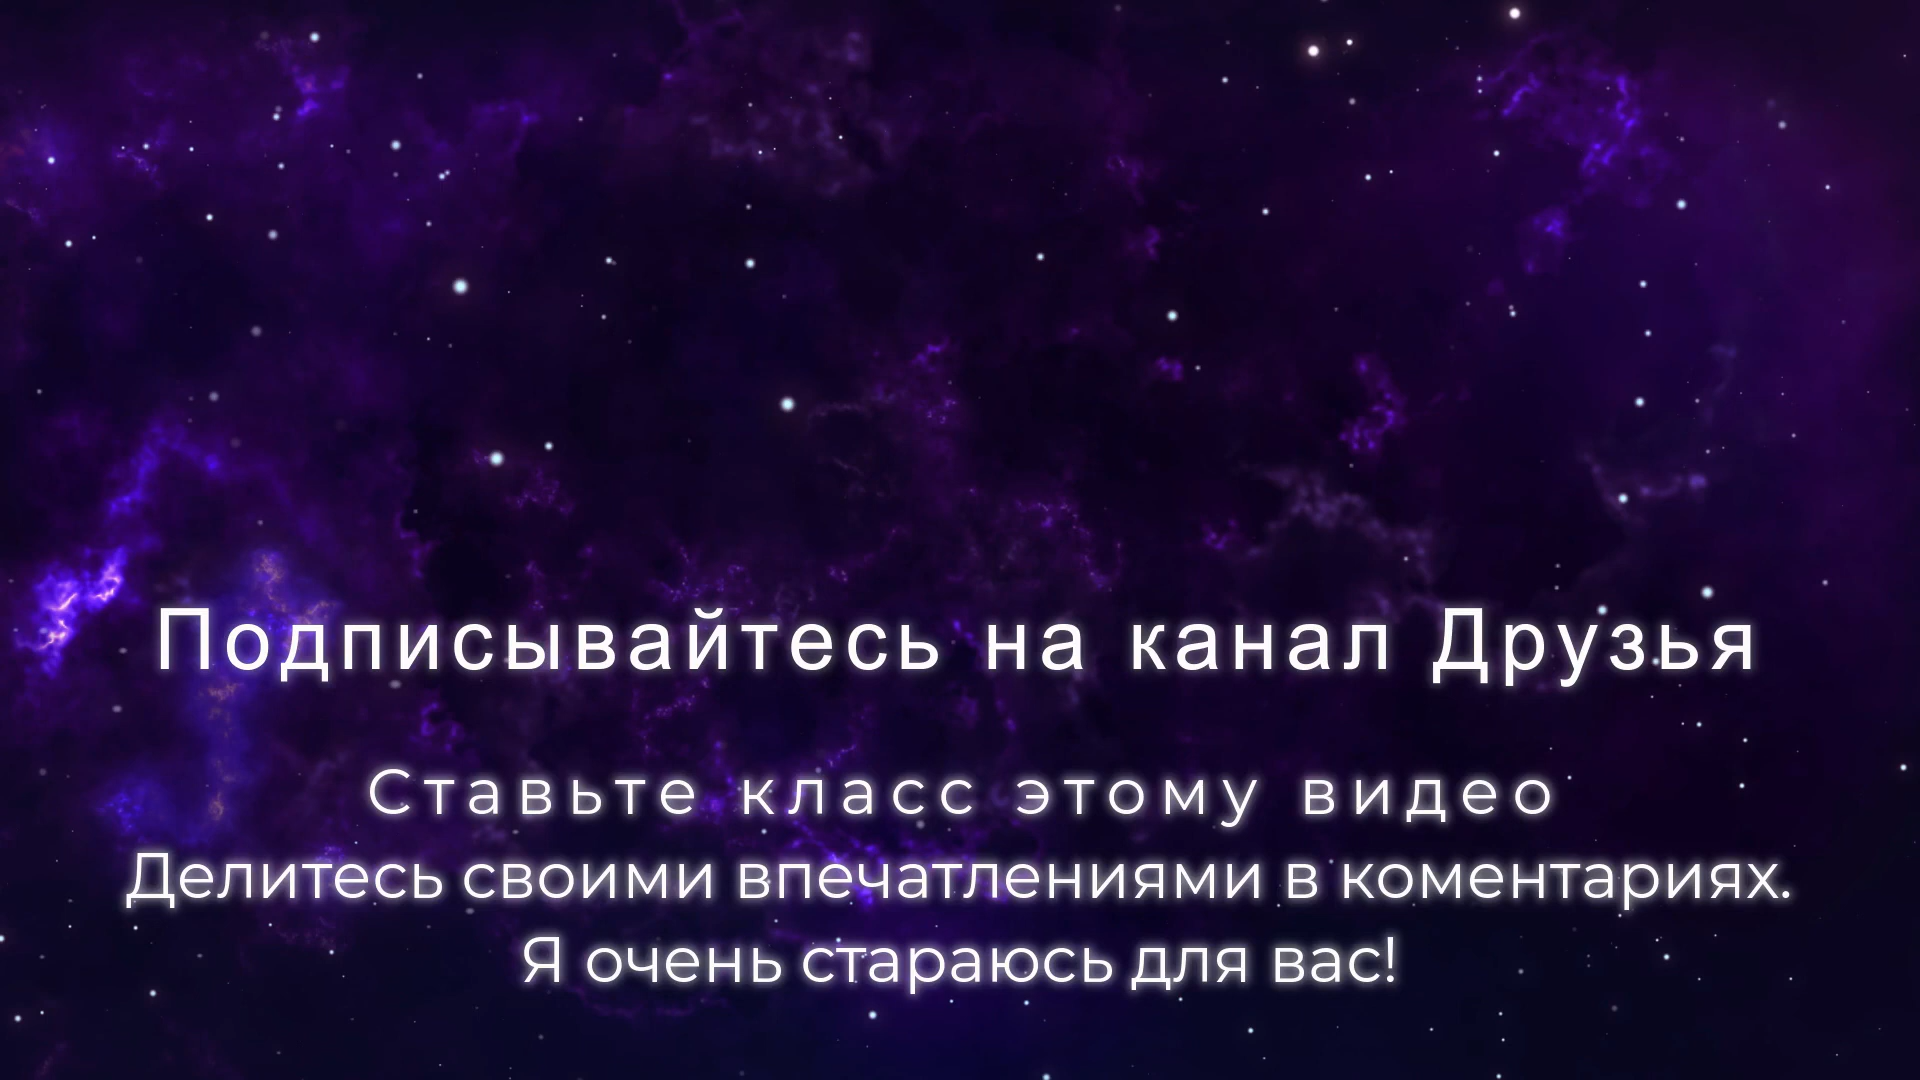 Подписывайтесь на канал Друзья
Ставьте класс этому видео
Делитесь своими впечатлениями в коментариях.
Я очень стараюсь для вас!